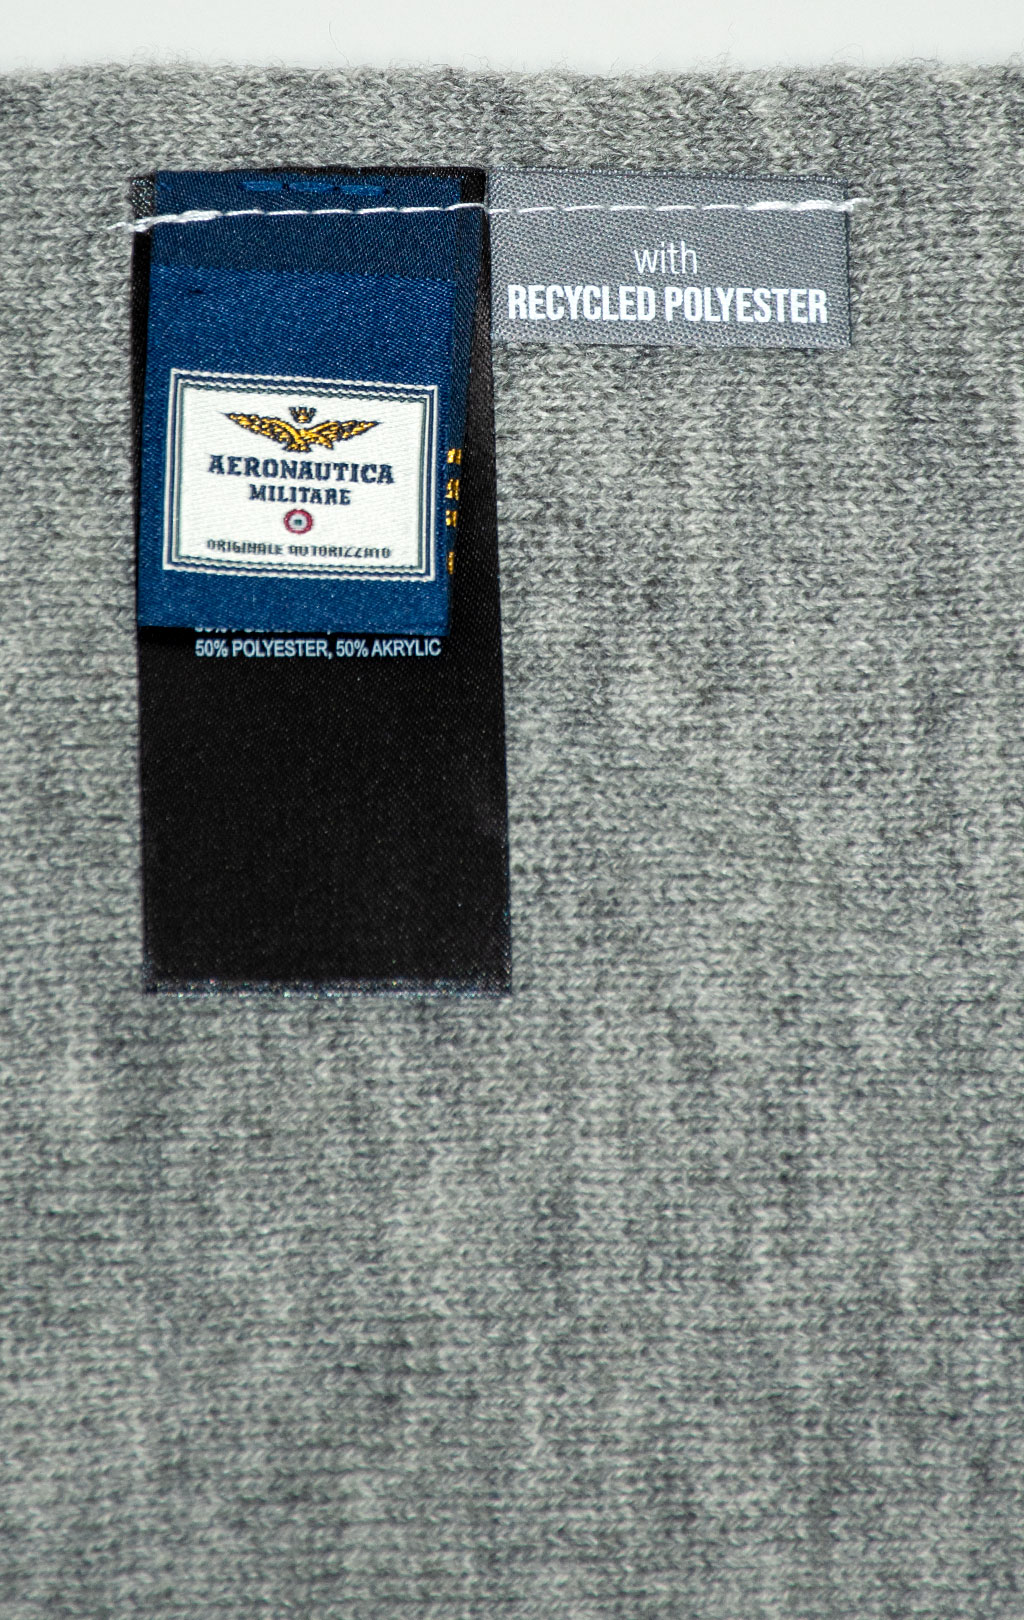 with
RECYCLED POLYESTER
AERONAUTICA
MILITARE
ORIGINALE AUTORIZZATO
50% POLYESTER, 50% AKRYLIC